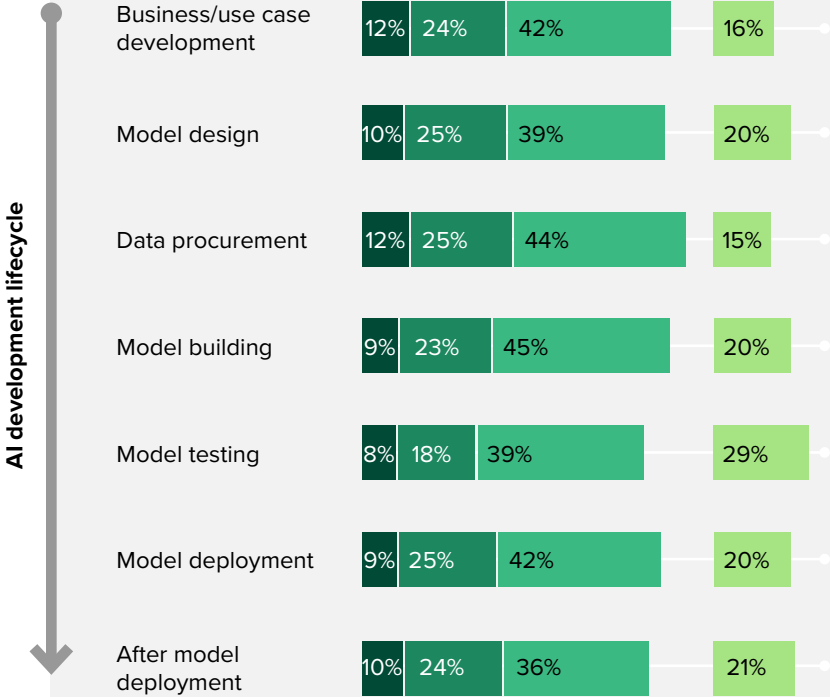 AI development lifecycle
Business/use case
development
12% 24% 42% 16%
Model design
10% 25% 39% 20%
Data procurement
12% 25% 44% 15%
Model building
9% 23% 45% 20%
Model testing
8% 18% 39% 29%
Model deployment
9% 25% 42% 20%
After model
deployment
10% 24% 36% 21%